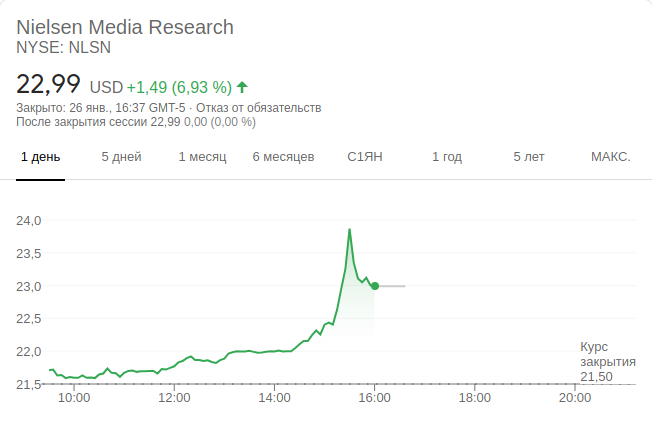 Nielsen Media Research
NYSE: NLSN
22,99 USD +1,49 (6,93 %)
Закрыто: 26 янв., 16:37 GMT-5 · Отказ от обязательств
После закрытия сессии 22,99 0,00 (0,00 %)
1 день 5 дней 1 месяц 6 месяцев С1ЯН 1 год 5 лет МАКС.
24,0
23,5
23,0
22,5
22,0
21,5
Курс
закрытия
21,50
10:00 12:00 14:00 16:00 18:00 20:00